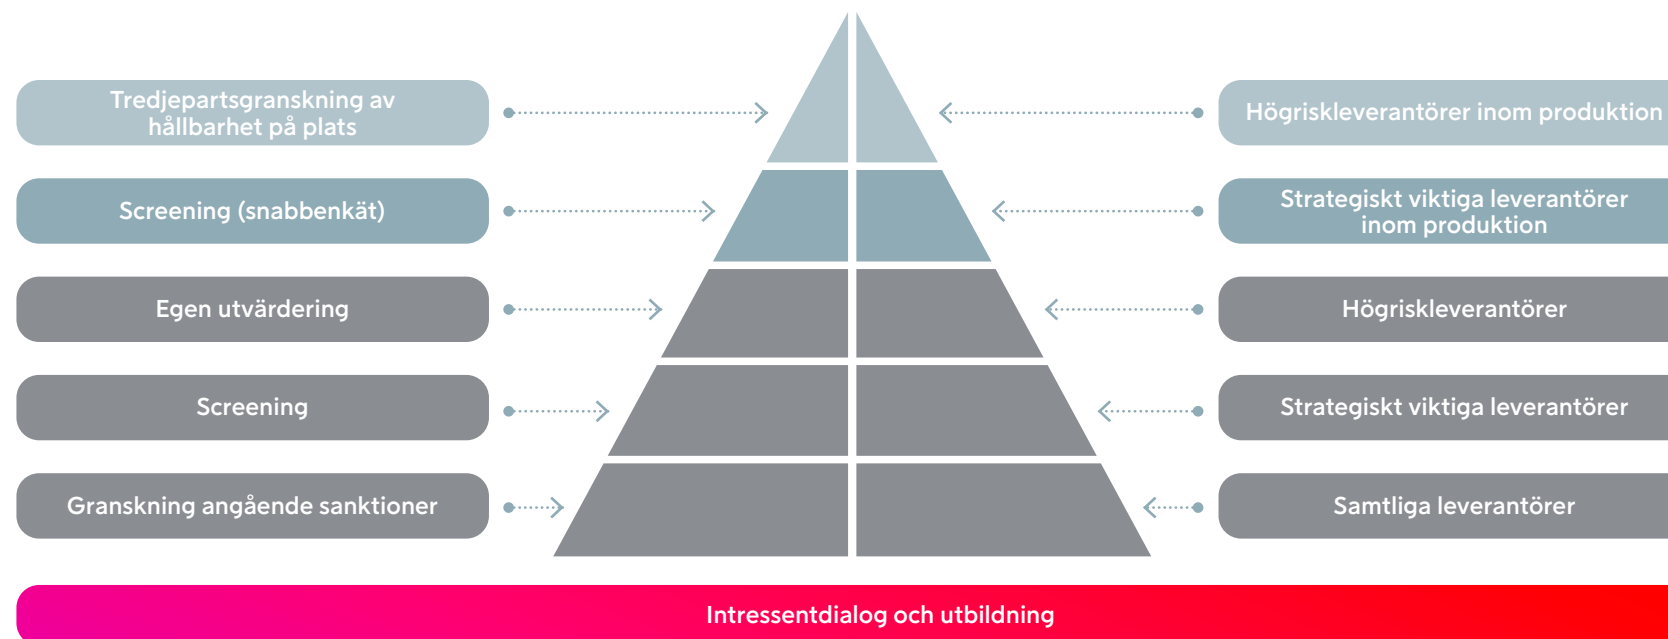 Tredjepartsgranskning av
hållbarhet på plats
Högriskleverantörer inom produktion
Screening (snabbenkät)
Strategiskt viktiga leverantörer
inom produktion
Egen utvärdering
Högriskleverantörer
Screening
Strategiskt viktiga leverantörer
Granskning angående sanktioner
Samtliga leverantörer
Intressentdialog och utbildning